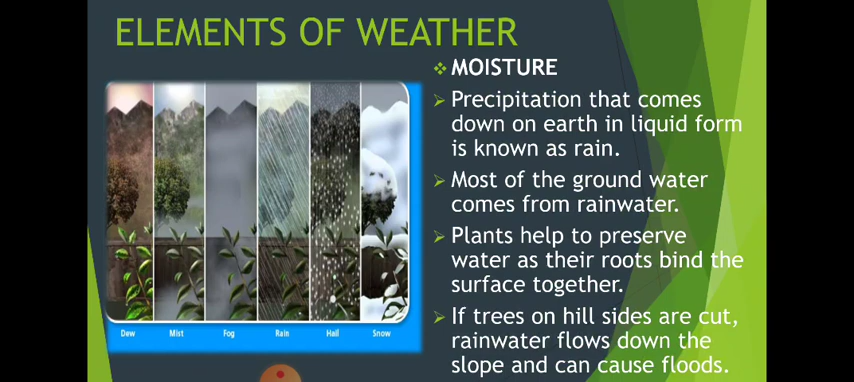 ELEMENTS OF WEATHER
❖ MOISTURE
➢ Precipitation that comes
down on earth in liquid form
is known as rain.
➢ Most of the ground water
comes from rainwater.
➢ Plants help to preserve
water as their roots bind the
surface together.
➢ If trees on hill sides are cut,
rainwater flows down the
slope and can cause floods.
Dew Mist Fog Rain Hail Snow